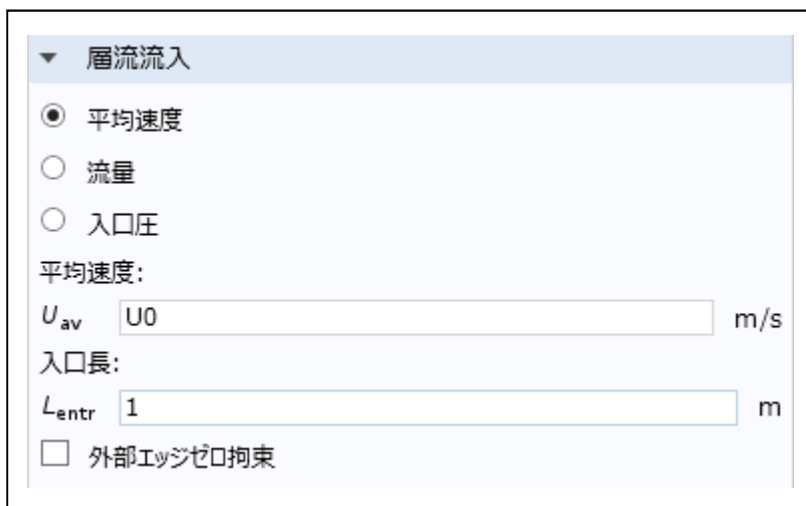 層流流入
平均速度
流量
入口圧
平均速度:
Uav U0 m/s
入口長:
Lentr 1 m
外部エッジゼロ拘束